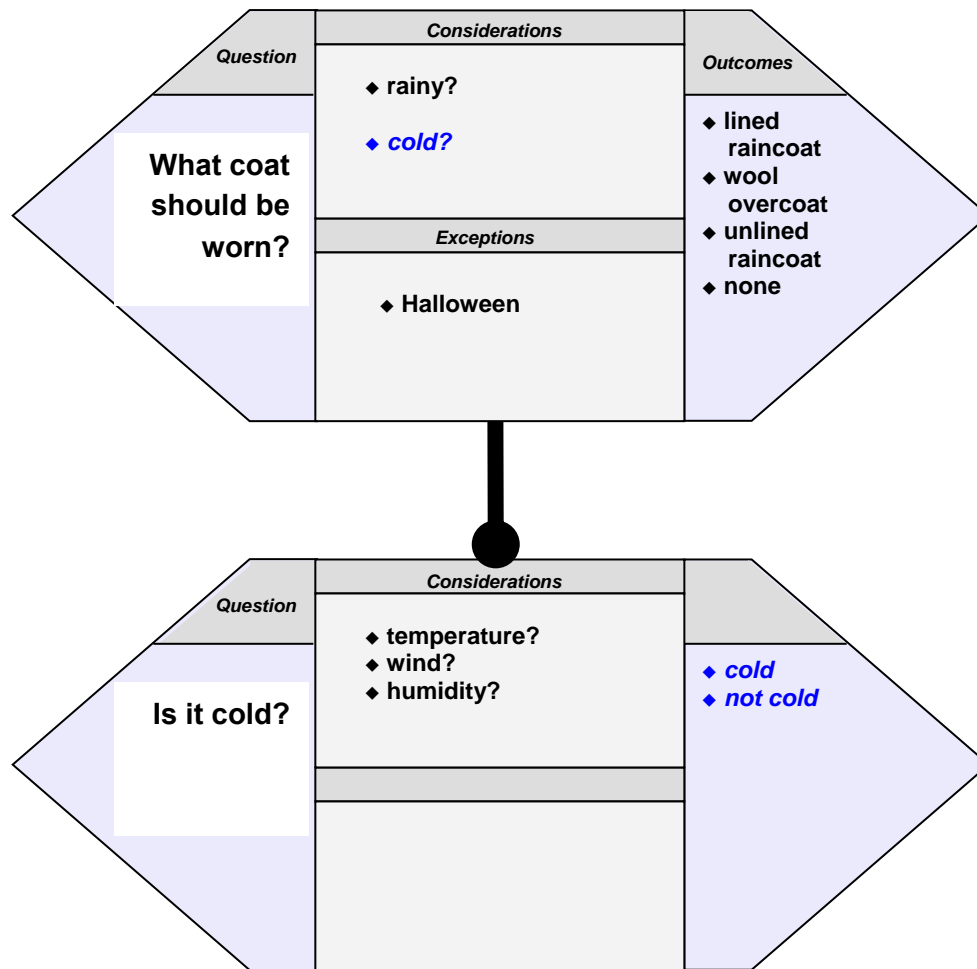 Question
What coat
should be
worn?
Considerations
◆ rainy?
◆ cold?
Exceptions
◆ Halloween
Outcomes
◆ lined
raincoat
◆ wool
overcoat
◆ unlined
raincoat
◆ none
Question
Is it cold?
Considerations
◆ temperature?
◆ wind?
◆ humidity?
◆ cold
◆ not cold